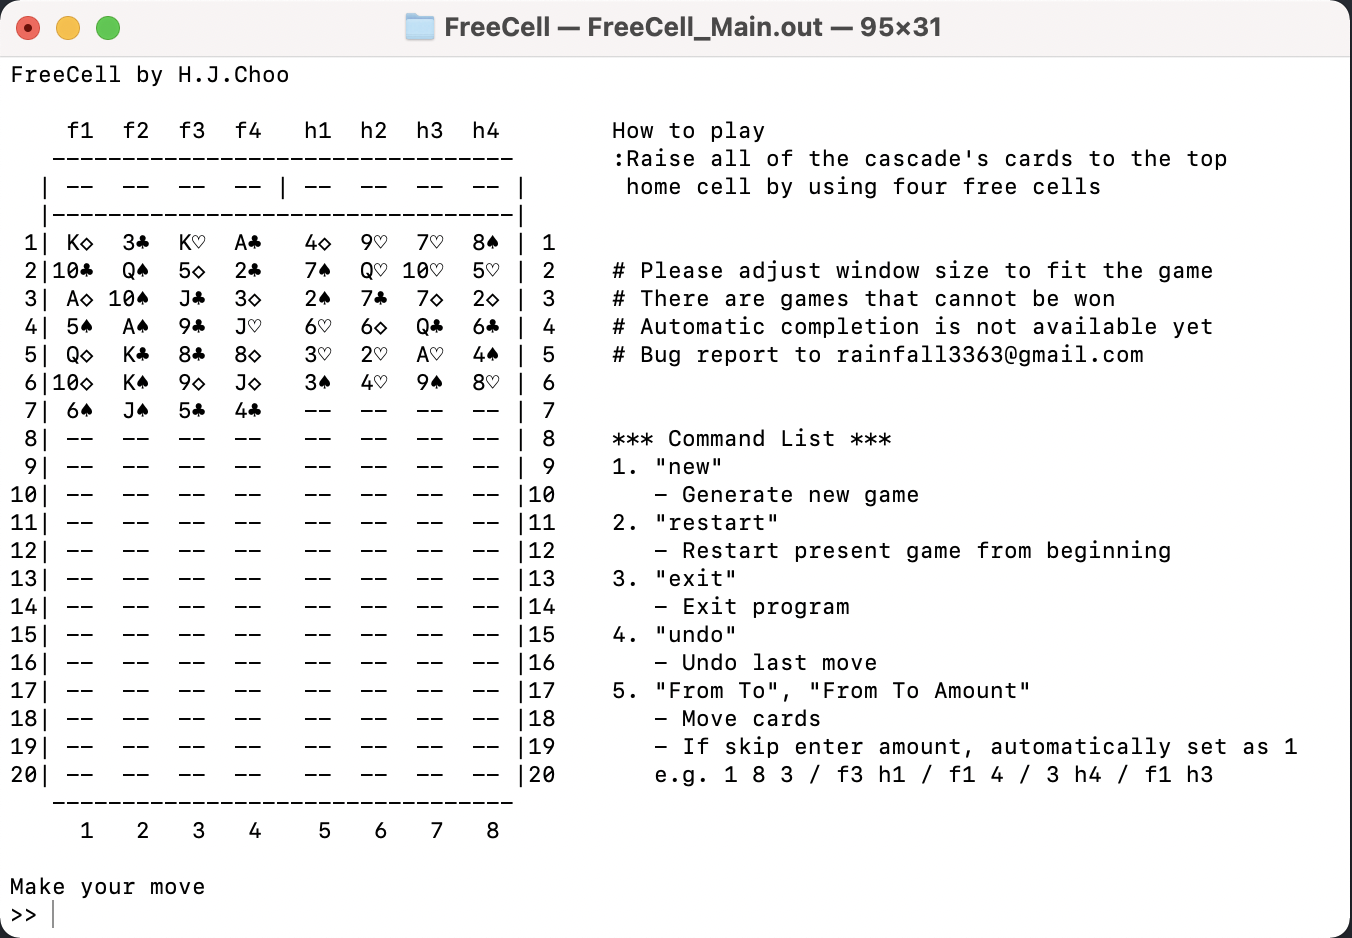 FreeCell — FreeCell_Main.out — 95×31
FreeCell by H.J.Choo
f1 f2 f3 f4 h1 h2 h3 h4 How to play
----------------------------------- :Raise all of the cascade's cards to the top
| -- -- -- -- | -- -- -- -- | home cell by using four free cells
|-----------------------------------|
1| K♢ 3♣ K♡ A♣ 4♢ 9♡ 7♡ 8♠ | 1
2|10♣ Q♠ 5♢ 2♣ 7♠ Q♡ 10♡ 5♡ | 2 # Please adjust window size to fit the game
3| A♢ 10♠ J♣ 3♢ 2♠ 7♣ 7♢ 2♢ | 3 # There are games that cannot be won
4| 5♠ A♠ 9♣ J♡ 6♡ 6♢ Q♣ 6♣ | 4 # Automatic completion is not available yet
5| Q♢ K♣ 8♣ 8♢ 3♡ 2♡ A♡ 4♠ | 5 # Bug report to rainfall3363@gmail.com
6|10♢ K♠ 9♢ J♢ 3♠ 4♡ 9♠ 8♡ | 6
7| 6♠ J♠ 5♣ 4♣ -- -- -- -- | 7
8| -- -- -- -- -- -- -- -- | 8 *** Command List ***
9| -- -- -- -- -- -- -- -- | 9 1. "new"
10| -- -- -- -- -- -- -- -- |10 - Generate new game
11| -- -- -- -- -- -- -- -- |11 2. "restart"
12| -- -- -- -- -- -- -- -- |12 - Restart present game from beginning
13| -- -- -- -- -- -- -- -- |13 3. "exit"
14| -- -- -- -- -- -- -- -- |14 - Exit program
15| -- -- -- -- -- -- -- -- |15 4. "undo"
16| -- -- -- -- -- -- -- -- |16 - Undo last move
17| -- -- -- -- -- -- -- -- |17 5. "From To", "From To Amount"
18| -- -- -- -- -- -- -- -- |18 - Move cards
19| -- -- -- -- -- -- -- -- |19 - If skip enter amount, automatically set as 1
20| -- -- -- -- -- -- -- -- |20 e.g. 1 8 3 / f3 h1 / f1 4 / 3 h4 / f1 h3
-----------------------------------
1 2 3 4 5 6 7 8
Make your move
>>